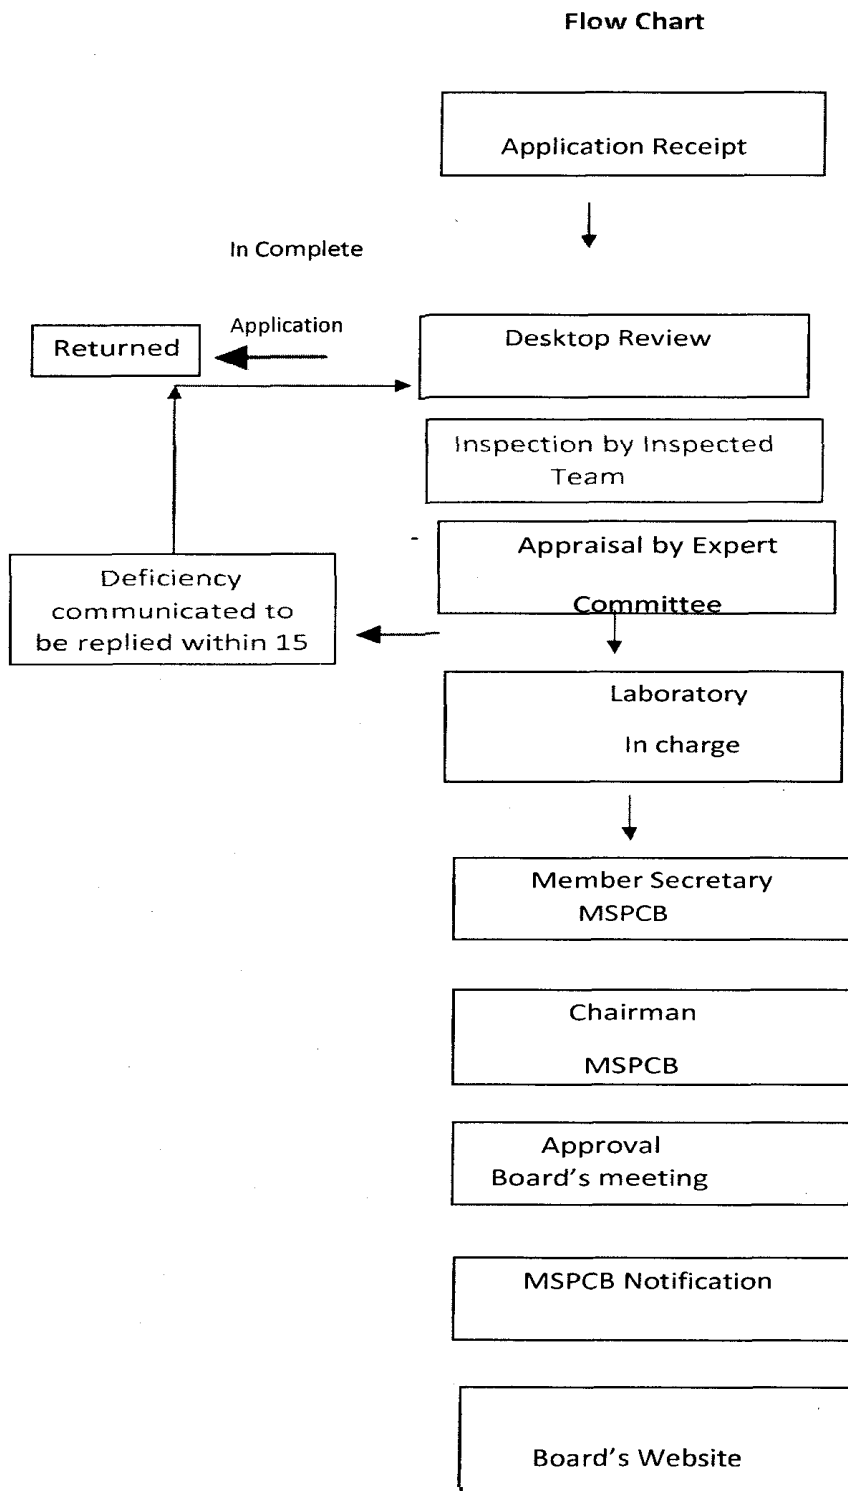 Flow Chart
Application Receipt
In Complete
Application
Returned
Desktop Review
Inspection by Inspected
Team
Appraisal by Expert
Committee
Deficiency
communicated to
be replied within 15
Laboratory
In charge
Member Secretary
MSPCB
Chairman
MSPCB
Approval
Board's meeting
MSPCB Notification
Board's Website